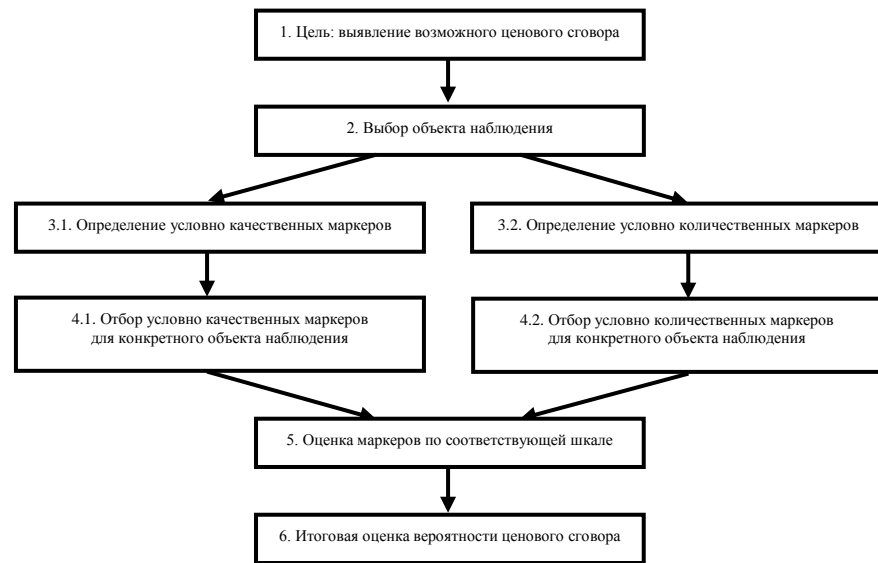 1. Цель: выявление возможного ценового сговора
2. Выбор объекта наблюдения
3.1. Определение условно качественных маркеров
3.2. Определение условно количественных маркеров
4.1. Отбор условно качественных маркеров
для конкретного объекта наблюдения
4.2. Отбор условно количественных маркеров
для конкретного объекта наблюдения
5. Оценка маркеров по соответствующей шкале
6. Итоговая оценка вероятности ценового сговора